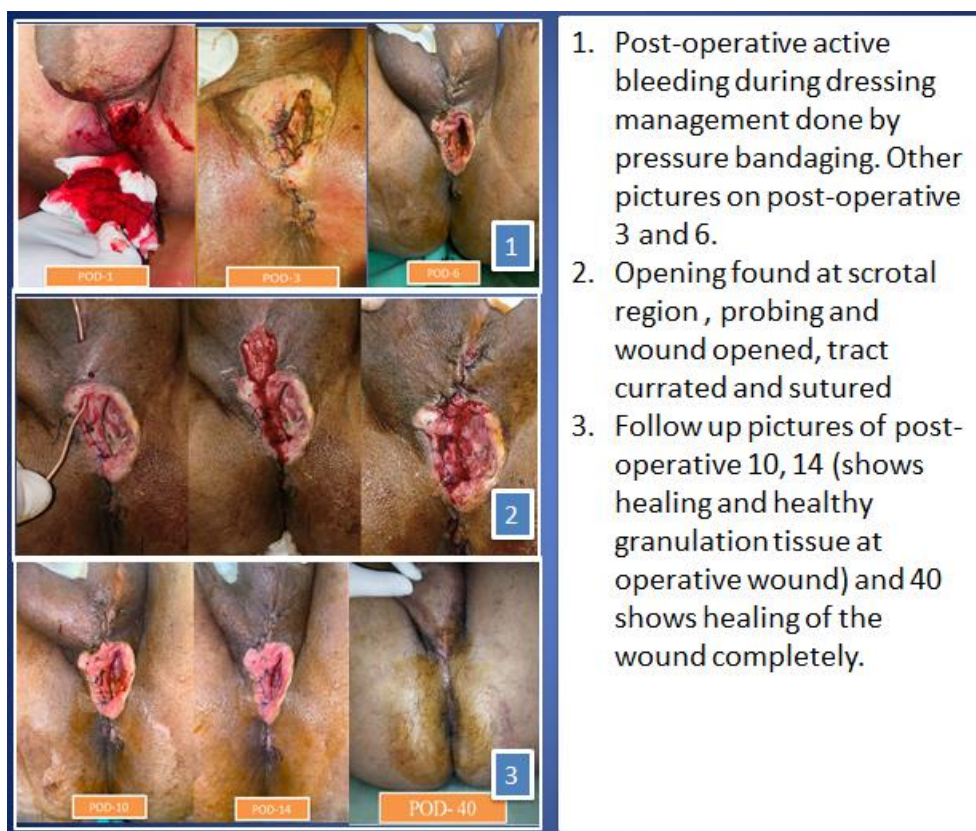 POD-1
POD-3
POD-6
1
2
POD-10
POD-14
POD- 40
3
1. Post-operative active
bleeding during dressing
management done by
pressure bandaging. Other
pictures on post-operative
3 and 6.
2. Opening found at scrotal
region , probing and
wound opened, tract
currated and sutured
3. Follow up pictures of post-
operative 10, 14 (shows
healing and healthy
granulation tissue at
operative wound) and 40
shows healing of the
wound completely.